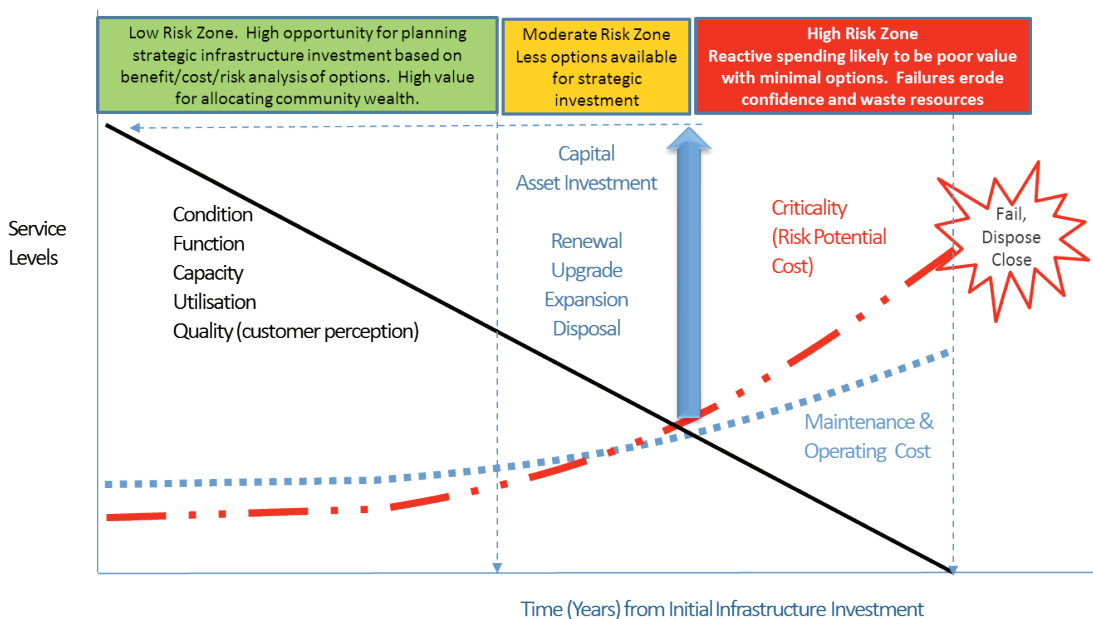 Low Risk Zone.  High opportunity for planning
strategic infrastructure investment based on
benefit/cost/risk analysis of options.  High value
for allocating community wealth.
Moderate Risk Zone
Less options available
for strategic
investment
High Risk Zone
Reactive spending likely to be poor value
with minimal options.  Failures erode
confidence and waste resources
Service
Levels
Condition
Function
Capacity
Utilisation
Quality (customer perception)
Capital
Asset Investment
Renewal
Upgrade
Expansion
Disposal
Criticality
(Risk Potential
Cost)
Fail,
Dispose
Close
Maintenance &
Operating Cost
Time (Years) from Initial Infrastructure Investment